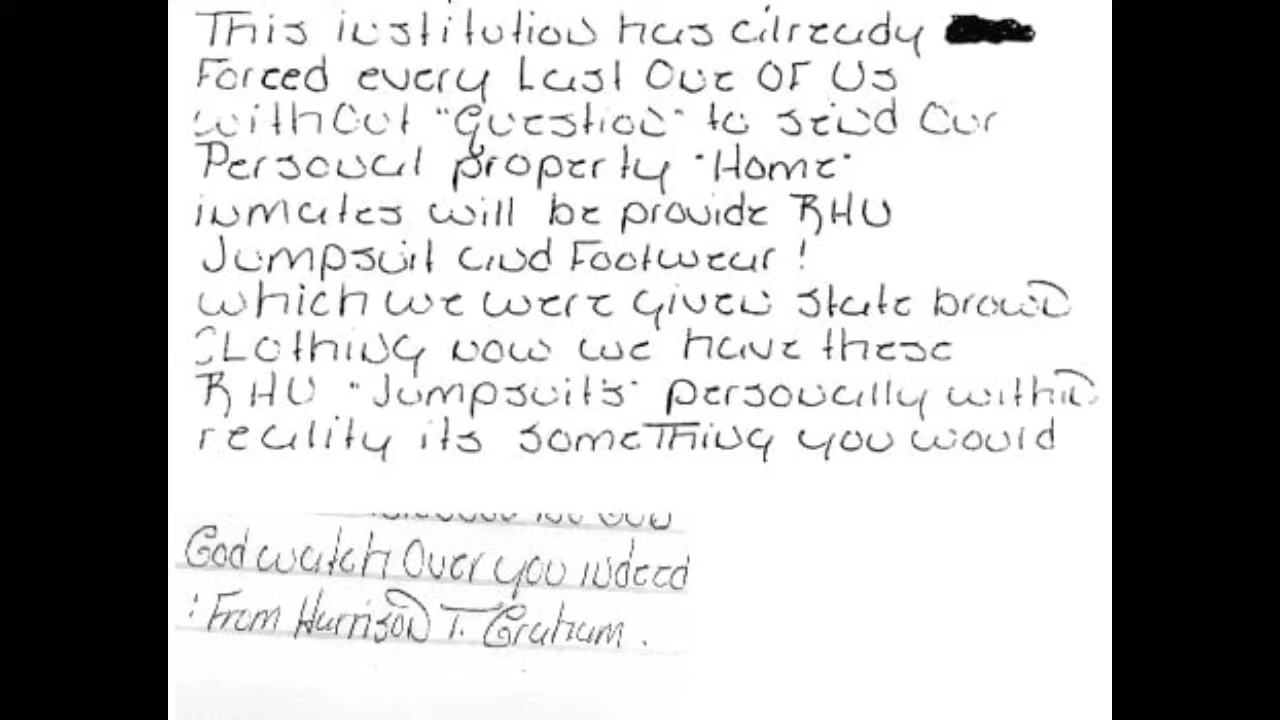 This institution has already
Forced every Last One OF Us
withOut "Question" to send Our
Personal property "Home"
inmates will be provide RHU
Jumpsuit and Footwear !
which we were given state brown
CLothing now we have these
RHU "Jumpsuit's" personally within
reality its someThing you would
God watch Over you indeed
: From Harrison T. Graham .